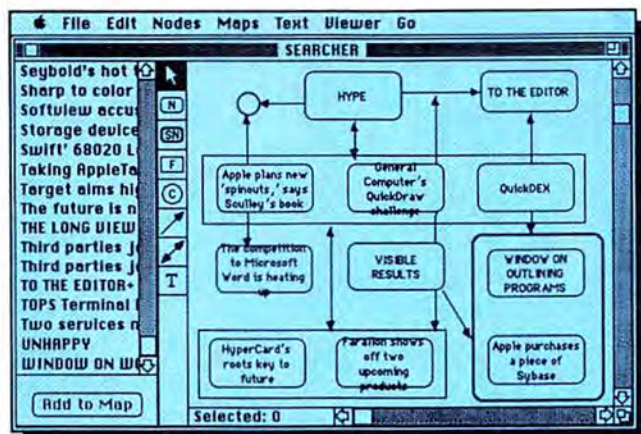 File Edit Nodes Maps Text Viewer Go
SEARCHER
Seybold's hot
Sharp to color
Softview accus
Storage device
Swift' 68020 L
Taking AppleTa
Target aims hi
The future is n
THE LONG VIEW
Third parties j
Third parties j
TO THE EDITOR+
TOPS Terminal
Two services n
UNHAPPY
WINDOW ON W
Add to Map
N
SN
F
C
T
HYPE
TO THE EDITOR
Apple plans new
'spinouts,' says
Sculley's book
General
Computer's
QuickDraw
challenge
QuickDEX
The competition
to Microsoft
Word is heating
up
VISIBLE
RESULTS
WINDOW ON
OUTLINING
PROGRAMS
HyperCard's
roots key to
future
Farallon shows
off two
upcoming
products
Apple purchases
a piece of
Sybase
Selected: 0